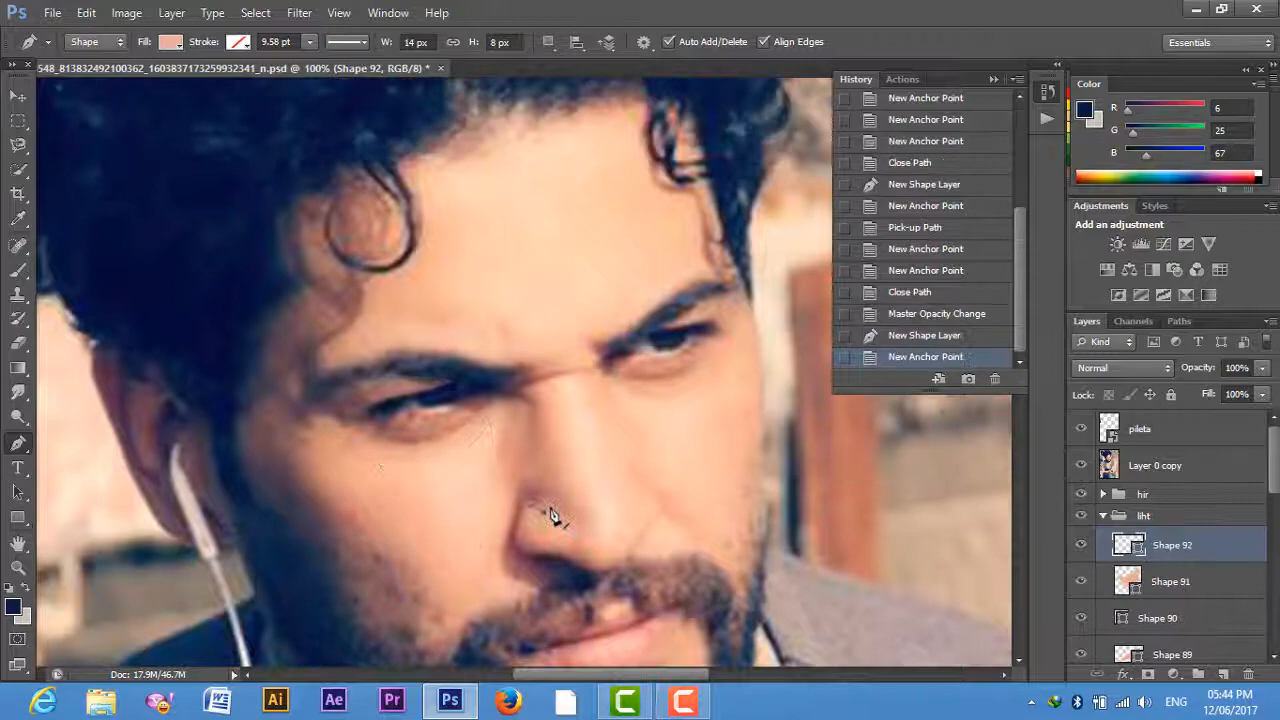 Ps File Edit Image Layer Type Select Filter View Window Help
Shape Fill: Stroke: 9.58 pt W: 14 px H: 8 px Auto Add/Delete Align Edges Essentials
548_813832492100362_1603837173259932341_n.psd @ 100% (Shape 92, RGB/8) * ×
History Actions
New Anchor Point
New Anchor Point
New Anchor Point
Close Path
New Shape Layer
New Anchor Point
Pick-up Path
New Anchor Point
New Anchor Point
Close Path
Master Opacity Change
New Shape Layer
New Anchor Point
Color
R 6
G 25
B 67
Adjustments Styles
Add an adjustment
Layers Channels Paths
Kind
Normal Opacity: 100%
Lock: Fill: 100%
pileta
Layer 0 copy
hir
liht
Shape 92
Shape 91
Shape 90
Shape 89
100% Doc: 17.9M/46.7M
Ai Ae Pr Ps
ENG 05:44 PM
12/06/2017